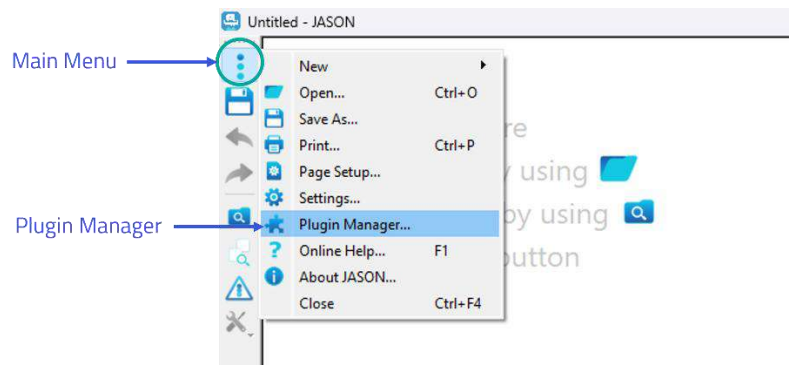 Untitled - JASON
Main Menu
New
Open... Ctrl+O
Save As...
Print... Ctrl+P
Page Setup...
Settings...
Plugin Manager
Plugin Manager...
Online Help... F1
About JASON...
Close Ctrl+F4
re
using
by using
button